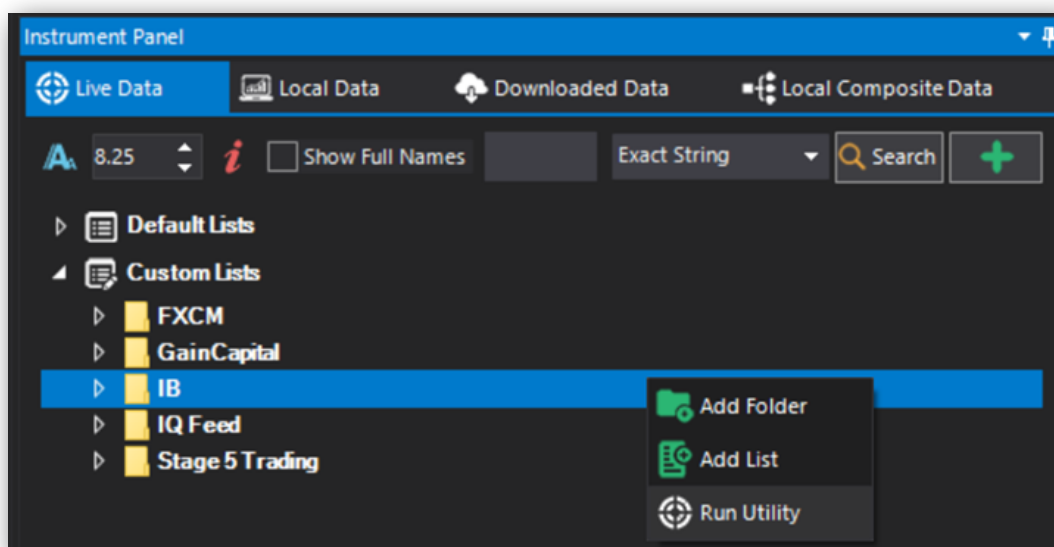 Instrument Panel
Live Data Local Data Downloaded Data Local Composite Data
8.25 Show Full Names Exact String Search
Default Lists
Custom Lists
FXCM
GainCapital
IB
Add Folder
IQ Feed
Add List
Stage 5 Trading
Run Utility